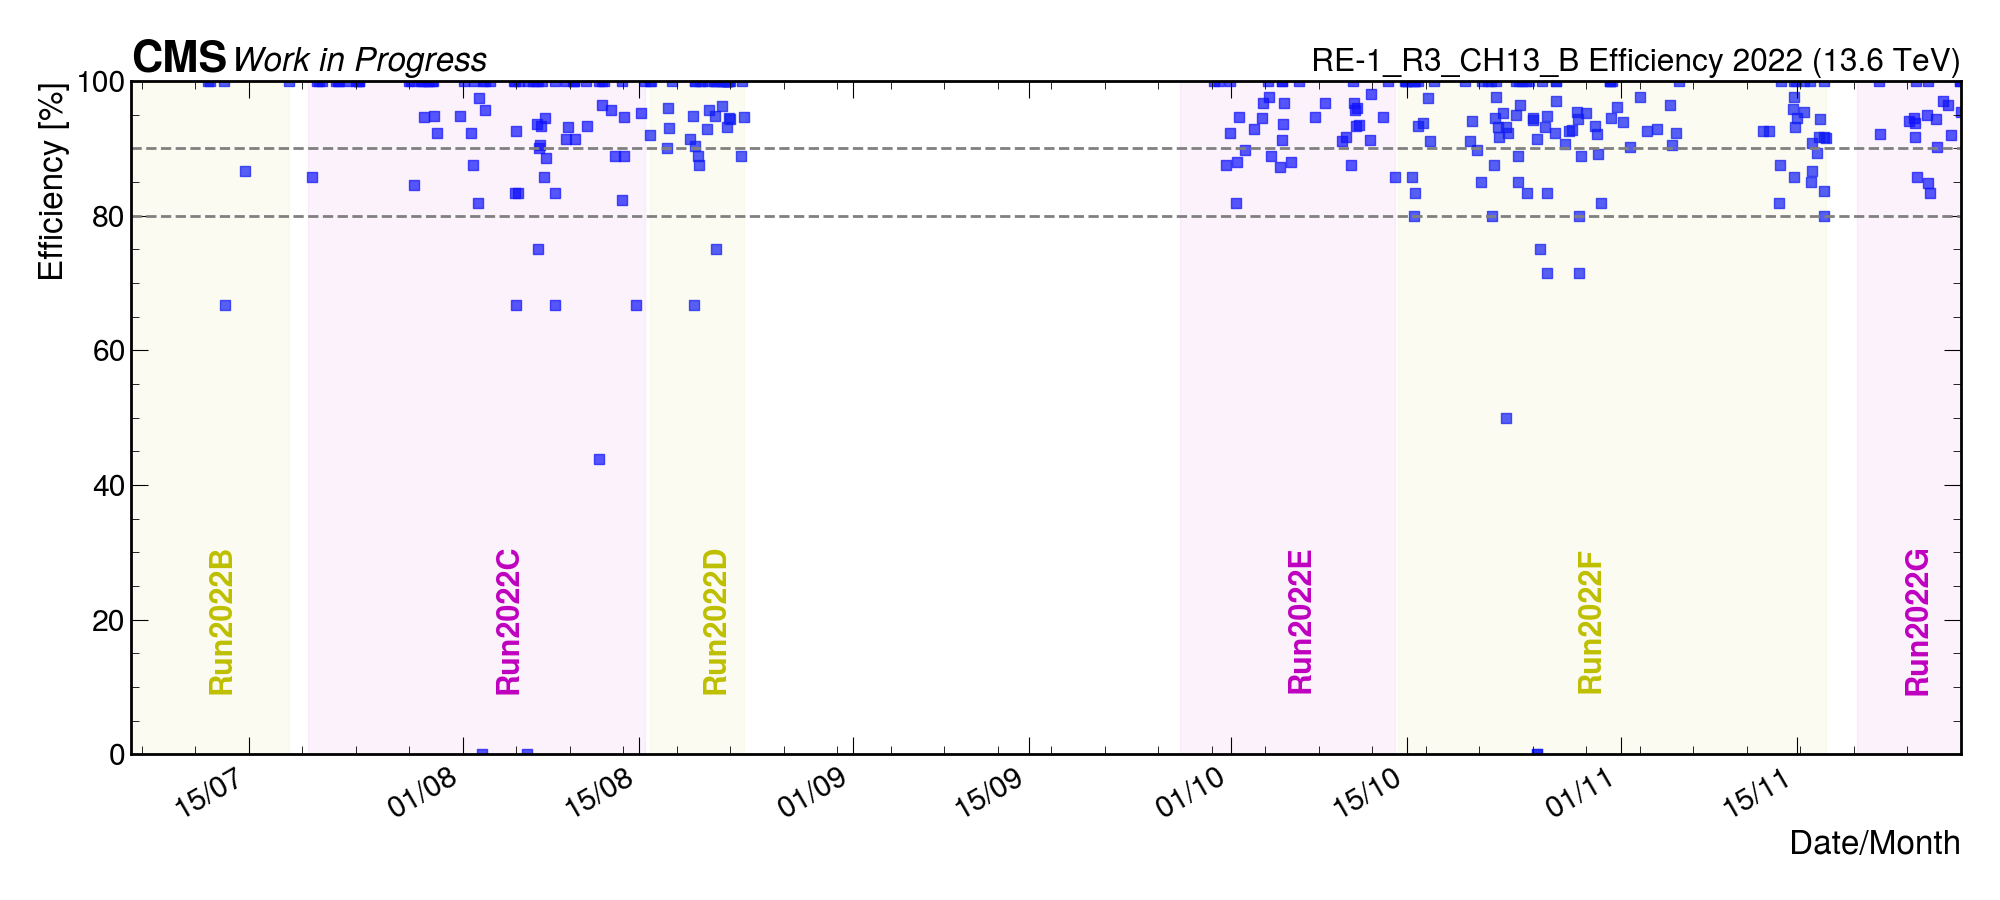 CMS Work in Progress
RE-1_R3_CH13_B Efficiency 2022 (13.6 TeV)
Efficiency [%]
100
80
60
40
20
0
Run2022B
Run2022C
Run2022D
Run2022E
Run2022F
Run2022G
15/07
01/08
15/08
01/09
15/09
01/10
15/10
01/11
15/11
Date/Month